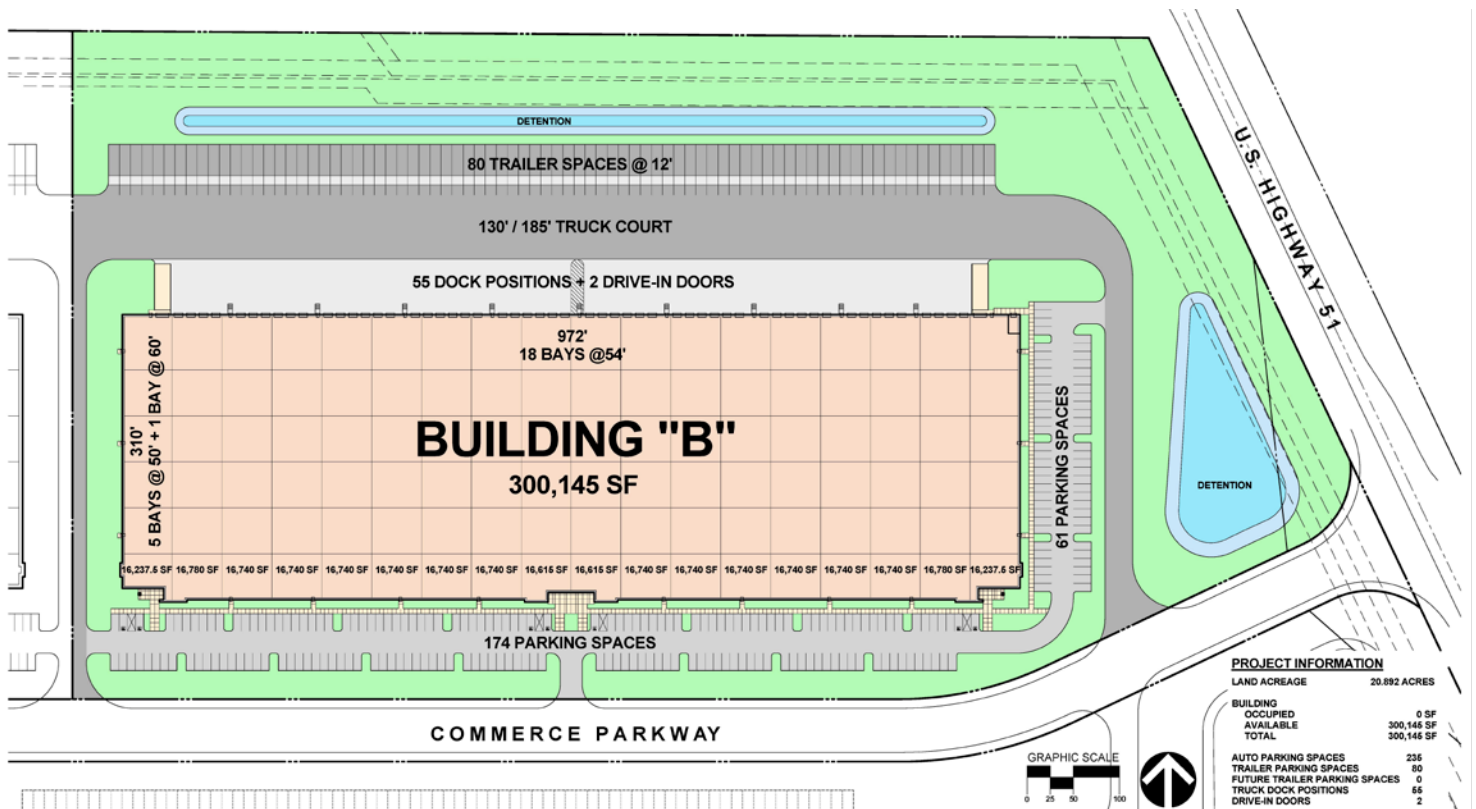 DETENTION
80 TRAILER SPACES @ 12'
130' / 185' TRUCK COURT
55 DOCK POSITIONS + 2 DRIVE-IN DOORS
972'
18 BAYS @54'
310'
5 BAYS @ 50' + 1 BAY @ 60'
BUILDING "B"
300,145 SF
16,237.5 SF 16,780 SF 16,740 SF 16,740 SF 16,740 SF 16,740 SF 16,740 SF 16,740 SF 16,615 SF 16,615 SF 16,740 SF 16,740 SF 16,740 SF 16,740 SF 16,740 SF 16,740 SF 16,780 SF 16,237.5 SF
61 PARKING SPACES
174 PARKING SPACES
DETENTION
U.S. HIGHWAY 51
COMMERCE PARKWAY
GRAPHIC SCALE
0 25 50 100
PROJECT INFORMATION
LAND ACREAGE 20.892 ACRES
BUILDING
OCCUPIED 0 SF
AVAILABLE 300,145 SF
TOTAL 300,145 SF
AUTO PARKING SPACES 235
TRAILER PARKING SPACES 80
FUTURE TRAILER PARKING SPACES 0
TRUCK DOCK POSITIONS 55
DRIVE-IN DOORS 2